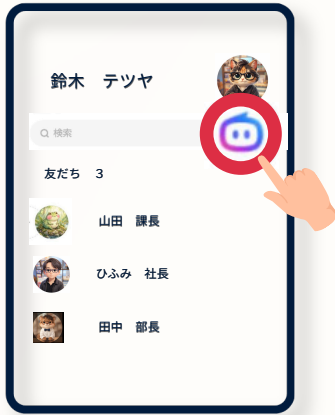 鈴木　テツヤ
検索
友だち　３
山田　課長
ひふみ　社長
田中　部長